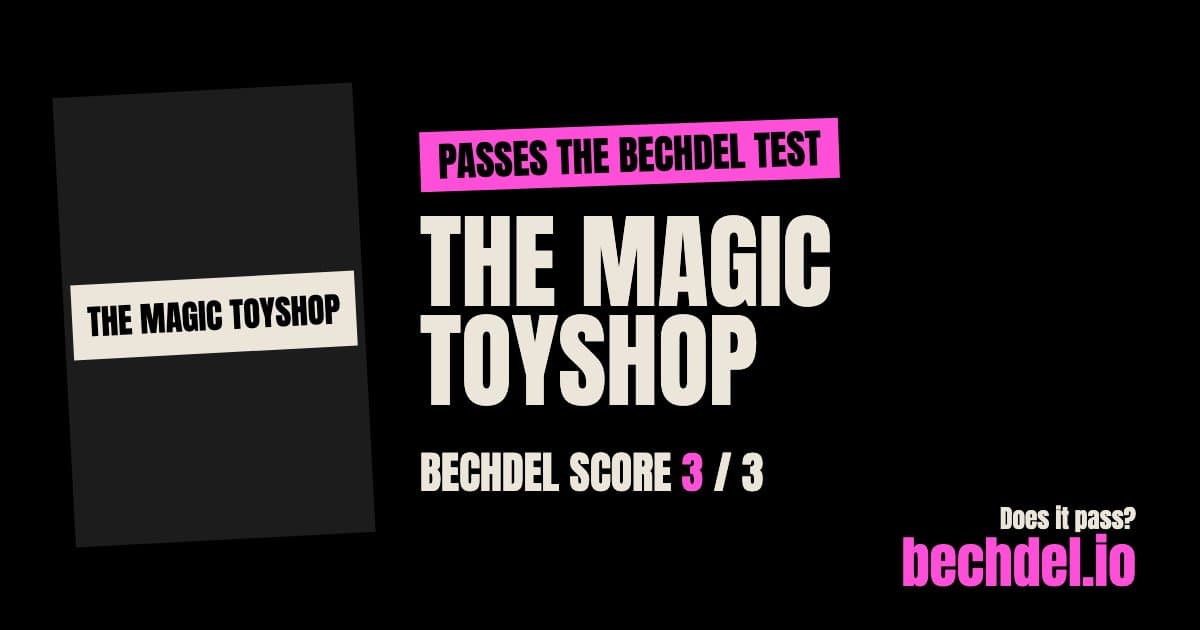 THE MAGIC TOYSHOP
PASSES THE BECHDEL TEST
THE MAGIC
TOYSHOP
BECHDEL SCORE 3 / 3
Does it pass?
bechdel.io